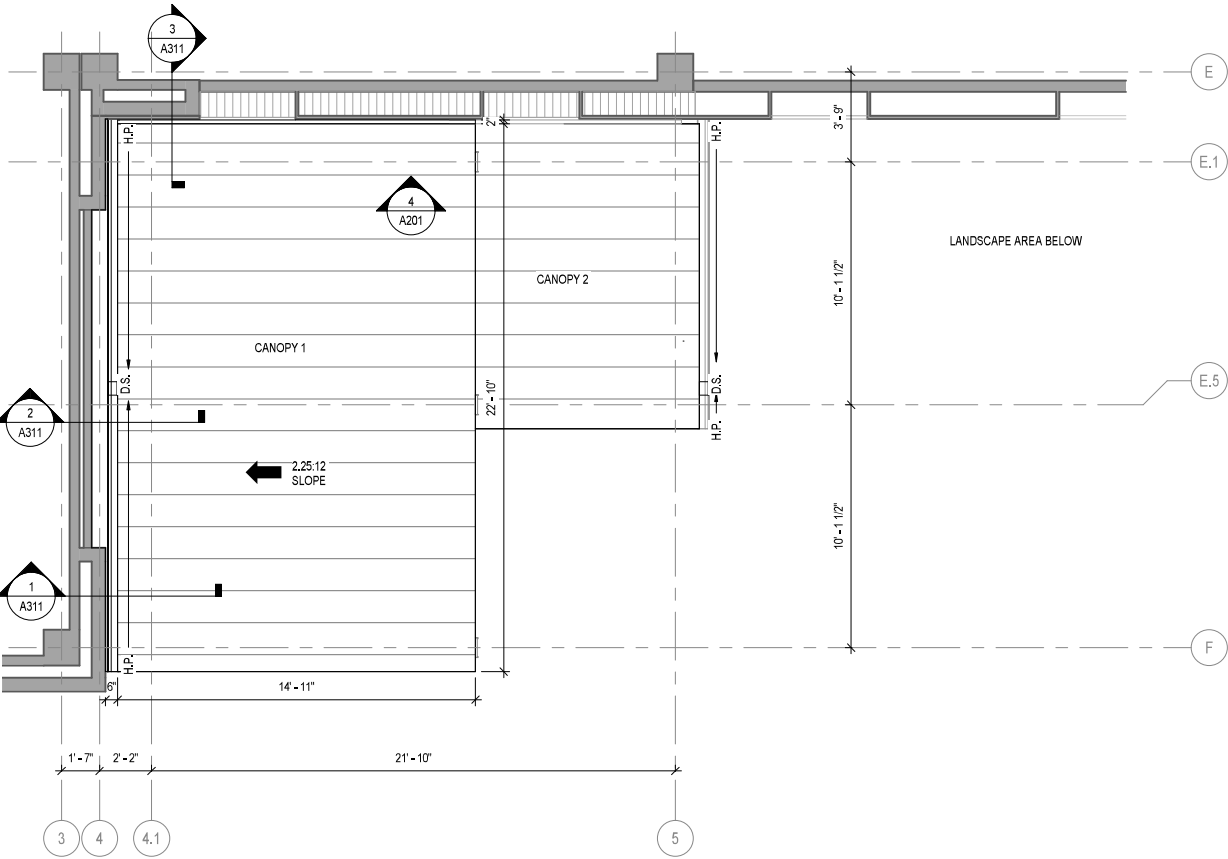 3
A311
E
H.P.
2"
H.P.
3' - 9"
E.1
4
A201
LANDSCAPE AREA BELOW
CANOPY 2
10' - 1 1/2"
CANOPY 1
D.S.
22' - 10"
D.S.
E.5
2
A311
H.P.
2.25:12
SLOPE
10' - 1 1/2"
1
A311
H.P.
F
6"
14' - 11"
1' - 7"
2' - 2"
21' - 10"
3
4
4.1
5